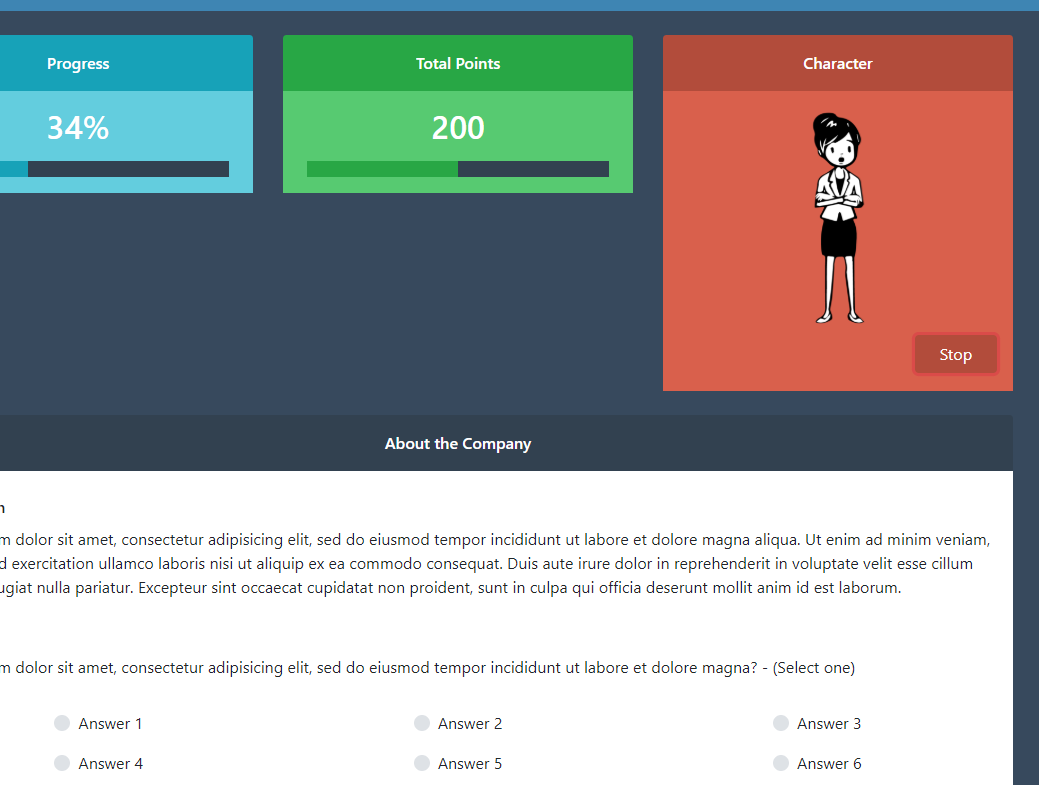 Progress
Total Points
Character
34%
200
Stop
About the Company
dolor sit amet, consectetur adipisicing elit, sed do eiusmod tempor incididunt ut labore et dolore magna aliqua. Ut enim ad minim veniam,
exercitation ullamco laboris nisi ut aliquip ex ea commodo consequat. Duis aute irure dolor in reprehenderit in voluptate velit esse cillum
nulla pariatur. Excepteur sint occaecat cupidatat non proident, sunt in culpa qui officia deserunt mollit anim id est laborum.
dolor sit amet, consectetur adipisicing elit, sed do eiusmod tempor incididunt ut labore et dolore magna? - (Select one)
Answer 1
Answer 2
Answer 3
Answer 4
Answer 5
Answer 6